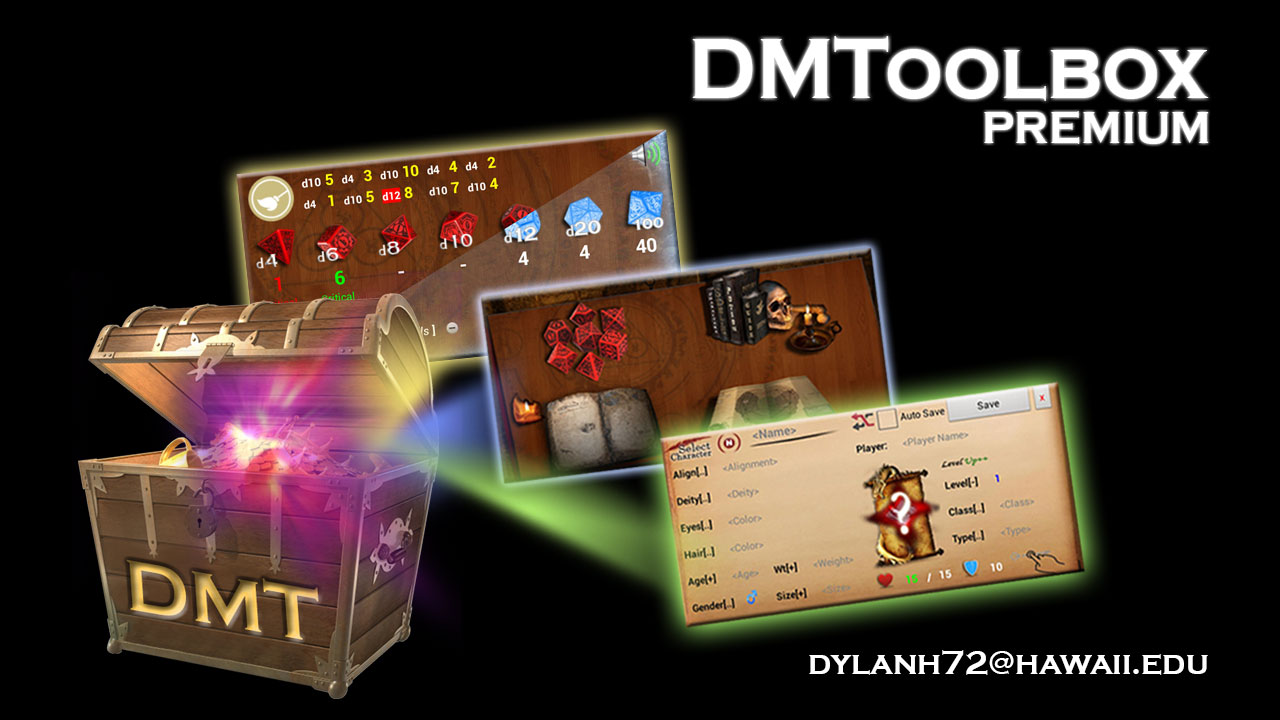 DMTOOLBOX
PREMIUM
d10 5 d4 3 d10 10 d4 4 d4 2
d4 1 d10 5 d12 8 d10 7 d10 4
d4 d6 d8 d10 d12 d20 100
1 6 - - 4 4 40
Critical
ls ]
Select
Character
N
<Name>
Auto Save
Save
x
Player: <Player Name>
Align[..] <Alignment>
Level Up++
Deity[..] <Deity>
Level[-] 1
Eyes[..] <Color>
Class[..] <Class>
Hair[..] <Color>
Type[..] <Type>
Age[+] <Age> Wt[+] <Weight>
Gender[..] Size[+] <Size>
15 / 15 10
?
DMT
DYLANH72@HAWAII.EDU